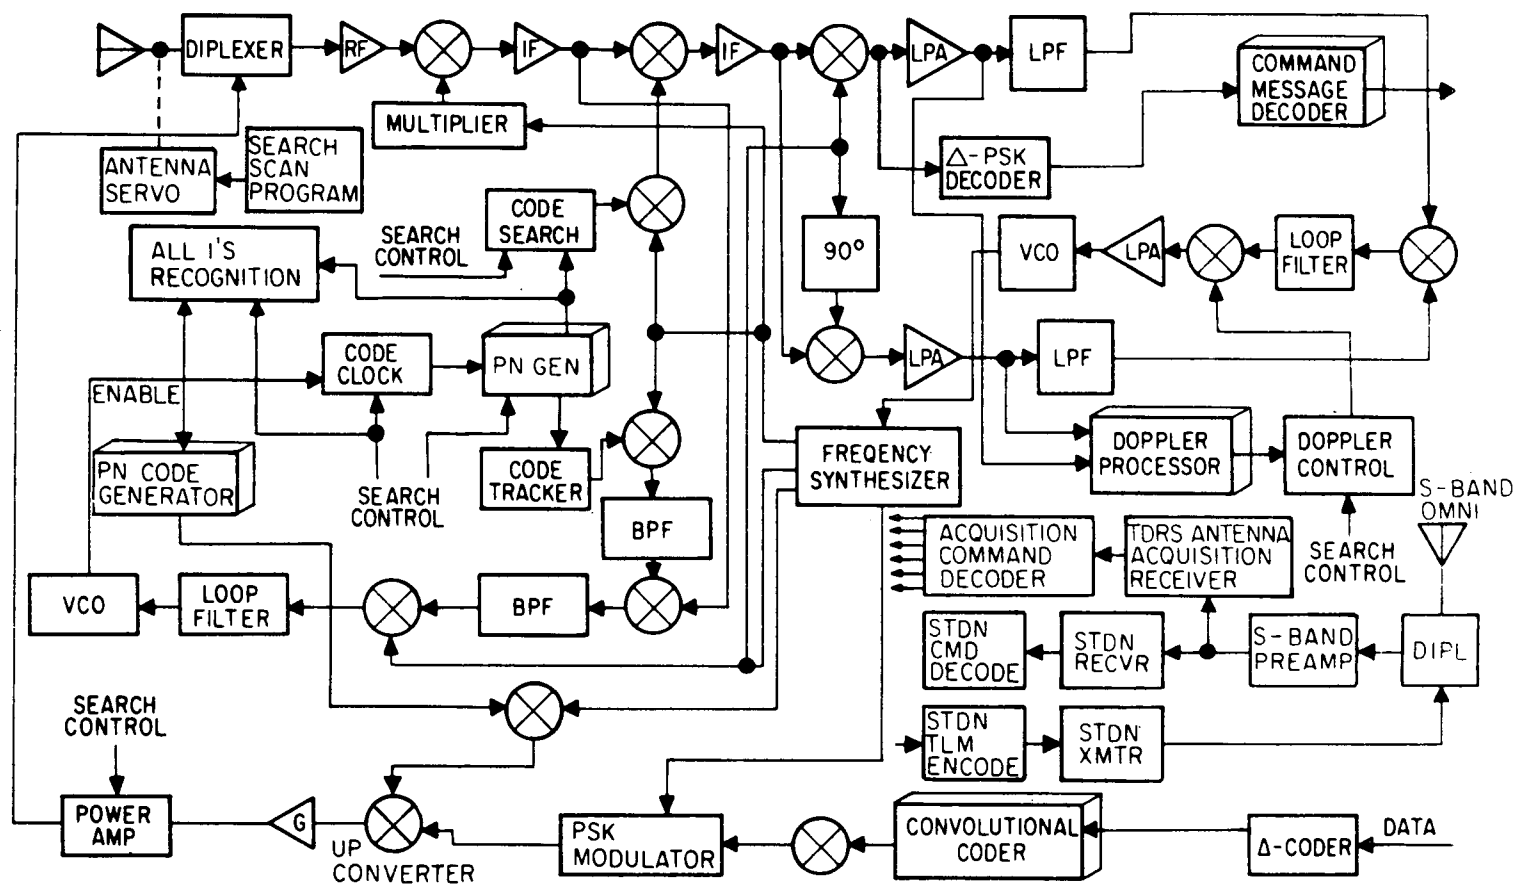 DIPLEXER
RF
IF
IF
LPA
LPF
COMMAND
MESSAGE
DECODER
MULTIPLIER
ANTENNA
SERVO
SEARCH
SCAN
PROGRAM
Δ-PSK
DECODER
CODE
SEARCH
SEARCH
CONTROL
ALL I'S
RECOGNITION
90°
VCO
LPA
LOOP
FILTER
CODE
CLOCK
PN GEN
LPA
LPF
ENABLE
PN CODE
GENERATOR
SEARCH
CONTROL
CODE
TRACKER
FREQENCY
SYNTHESIZER
DOPPLER
PROCESSOR
DOPPLER
CONTROL
S-BAND
OMNI
BPF
ACQUISITION
COMMAND
DECODER
TDRS ANTENNA
ACQUISITION
RECEIVER
SEARCH
CONTROL
VCO
LOOP
FILTER
BPF
STDN
CMD
DECODE
STDN
RECVR
S-BAND
PREAMP
DIPL
SEARCH
CONTROL
STDN
TLM
ENCODE
STDN
XMTR
POWER
AMP
G
UP
CONVERTER
PSK
MODULATOR
CONVOLUTIONAL
CODER
Δ-CODER
DATA